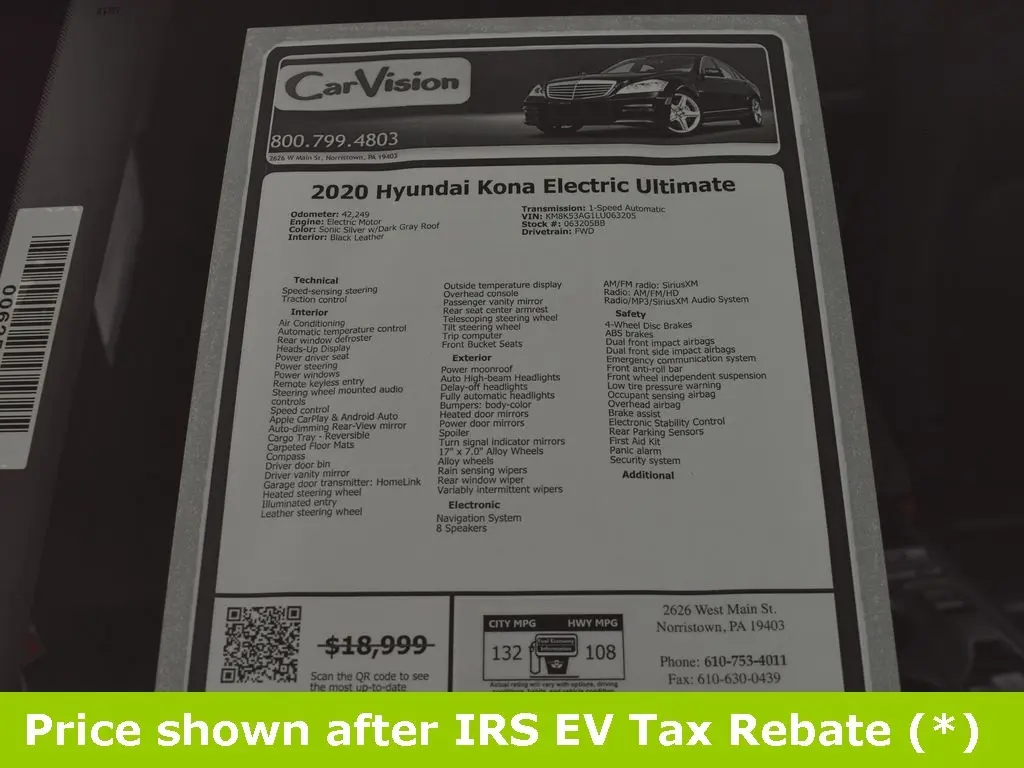 CarVision
800.799.4803
2626 W Main St, Norristown, PA 19403
2020 Hyundai Kona Electric Ultimate
Odometer: 42,249
Engine: Electric Motor
Color: Sonic Silver w/Dark Gray Roof
Interior: Black Leather
Transmission: 1-Speed Automatic
VIN: KM8K53AG1LU063205
Stock #: 063205BB
Drivetrain: FWD
Technical
Speed-sensing steering
Traction control
Interior
Air Conditioning
Automatic temperature control
Rear window defroster
Heads-Up Display
Power driver seat
Power steering
Power windows
Remote keyless entry
Steering wheel mounted audio
controls
Speed control
Apple CarPlay & Android Auto
Auto-dimming Rear-View mirror
Cargo Tray - Reversible
Carpeted Floor Mats
Compass
Driver door bin
Driver vanity mirror
Garage door transmitter: HomeLink
Heated steering wheel
Illuminated entry
Leather steering wheel
Outside temperature display
Overhead console
Passenger vanity mirror
Rear seat center armrest
Telescoping steering wheel
Tilt steering wheel
Trip computer
Front Bucket Seats
Exterior
Power moonroof
Auto High-beam Headlights
Delay-off headlights
Fully automatic headlights
Bumpers: body-color
Heated door mirrors
Power door mirrors
Spoiler
Turn signal indicator mirrors
17" x 7.0" Alloy Wheels
Alloy wheels
Rain sensing wipers
Rear window wiper
Variably intermittent wipers
Electronic
Navigation System
8 Speakers
AM/FM radio: SiriusXM
Radio: AM/FM/HD
Radio/MP3/SiriusXM Audio System
Safety
4-Wheel Disc Brakes
ABS brakes
Dual front impact airbags
Dual front side impact airbags
Emergency communication system
Front anti-roll bar
Front wheel independent suspension
Low tire pressure warning
Occupant sensing airbag
Overhead airbag
Brake assist
Electronic Stability Control
Rear Parking Sensors
First Aid Kit
Panic alarm
Security system
Additional
$18,999
Scan the QR code to see
the most up-to-date
CITY MPG
HWY MPG
132
Fuel Economy
Information
108
Actual rating will vary with options, driving
2626 West Main St.
Norristown, PA 19403
Phone: 610-753-4011
Fax: 610-630-0439
Price shown after IRS EV Tax Rebate (*)